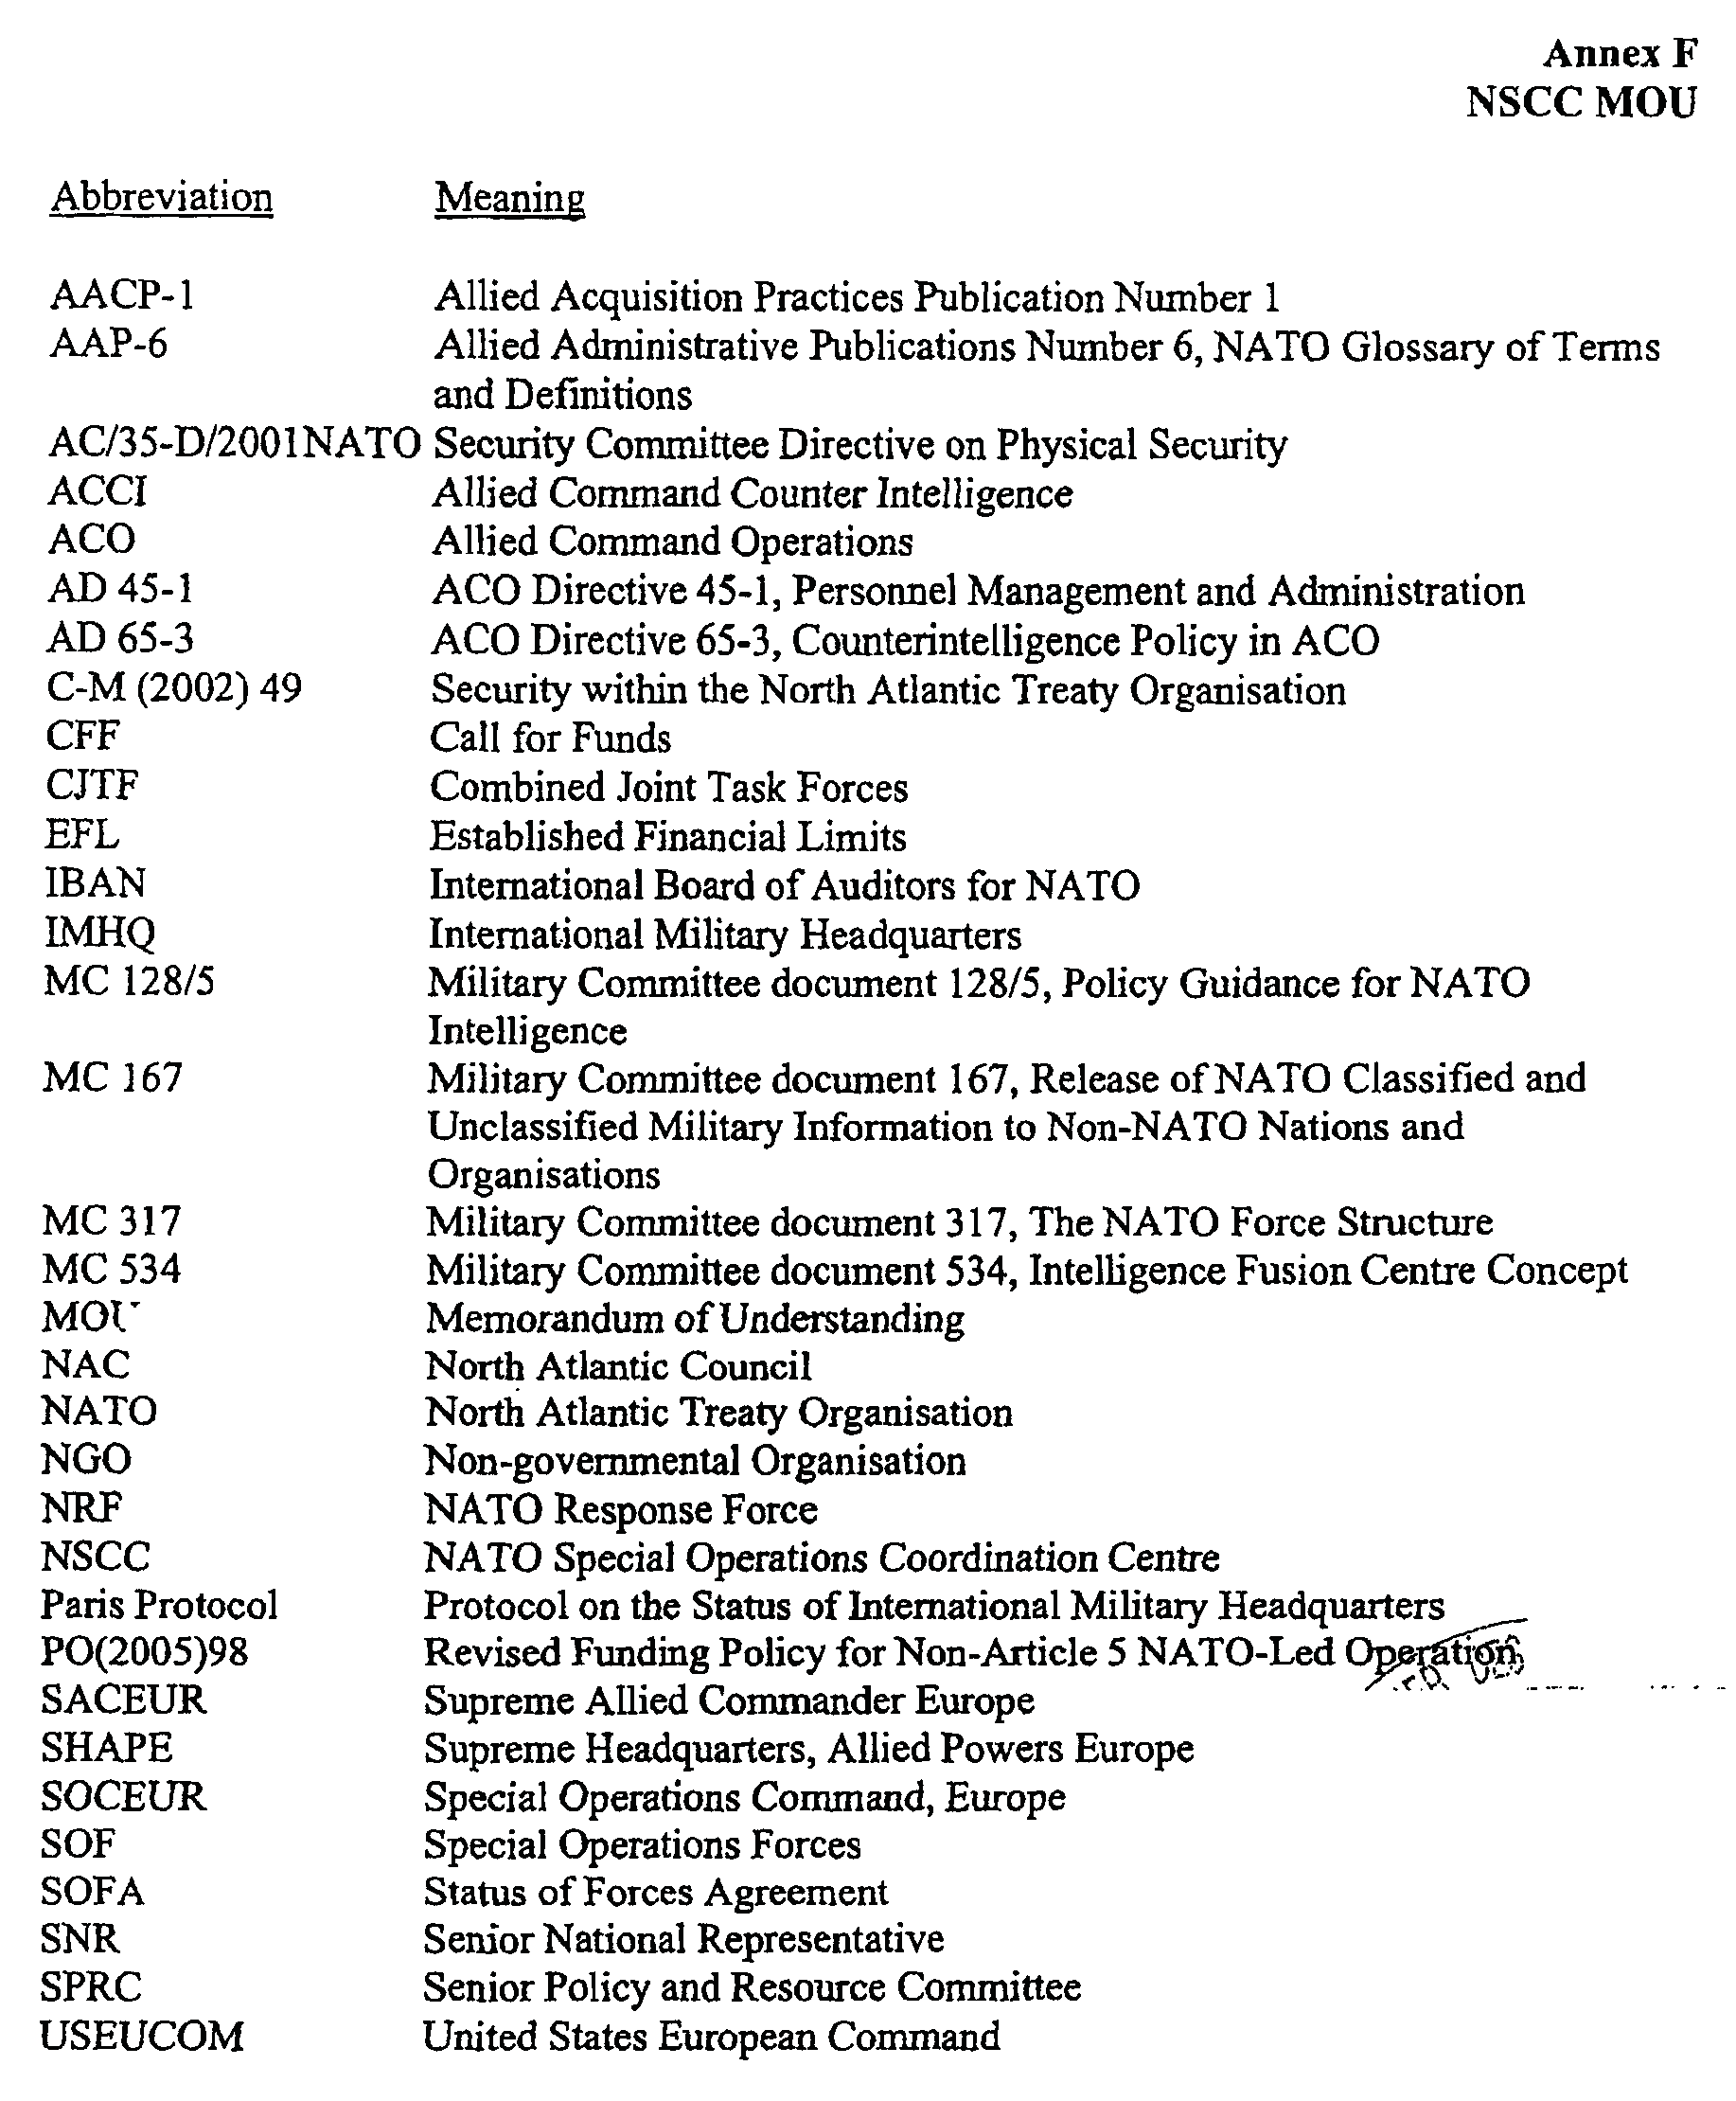 Annex F
NSCC MOU
Abbreviation Meaning
AACP-1 Allied Acquisition Practices Publication Number 1
AAP-6 Allied Administrative Publications Number 6, NATO Glossary of Terms
and Definitions
AC/35-D/2001NATO Security Committee Directive on Physical Security
ACCI Allied Command Counter Intelligence
ACO Allied Command Operations
AD 45-1 ACO Directive 45-1, Personnel Management and Administration
AD 65-3 ACO Directive 65-3, Counterintelligence Policy in ACO
C-M (2002) 49 Security within the North Atlantic Treaty Organisation
CFF Call for Funds
CJTF Combined Joint Task Forces
EFL Established Financial Limits
IBAN International Board of Auditors for NATO
IMHQ International Military Headquarters
MC 128/5 Military Committee document 128/5, Policy Guidance for NATO
Intelligence
MC 167 Military Committee document 167, Release of NATO Classified and
Unclassified Military Information to Non-NATO Nations and
Organisations
MC 317 Military Committee document 317, The NATO Force Structure
MC 534 Military Committee document 534, Intelligence Fusion Centre Concept
MOU Memorandum of Understanding
NAC North Atlantic Council
NATO North Atlantic Treaty Organisation
NGO Non-governmental Organisation
NRF NATO Response Force
NSCC NATO Special Operations Coordination Centre
Paris Protocol Protocol on the Status of International Military Headquarters
PO(2005)98 Revised Funding Policy for Non-Article 5 NATO-Led Operation
SACEUR Supreme Allied Commander Europe
SHAPE Supreme Headquarters, Allied Powers Europe
SOCEUR Special Operations Command, Europe
SOF Special Operations Forces
SOFA Status of Forces Agreement
SNR Senior National Representative
SPRC Senior Policy and Resource Committee
USEUCOM United States European Command